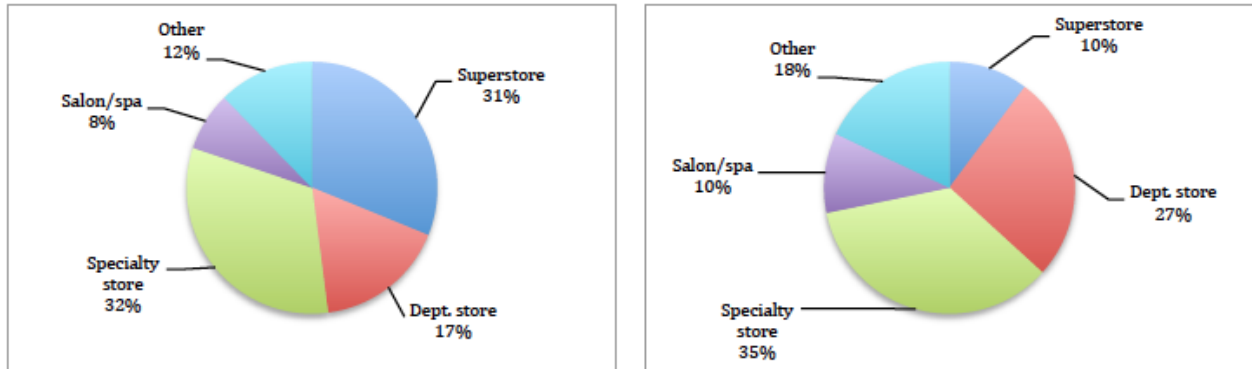 Other
12%
Superstore
31%
Salon/spa
8%
Specialty
store
32%
Dept. store
17%
Superstore
10%
Other
18%
Salon/spa
10%
Dept. store
27%
Specialty
store
35%